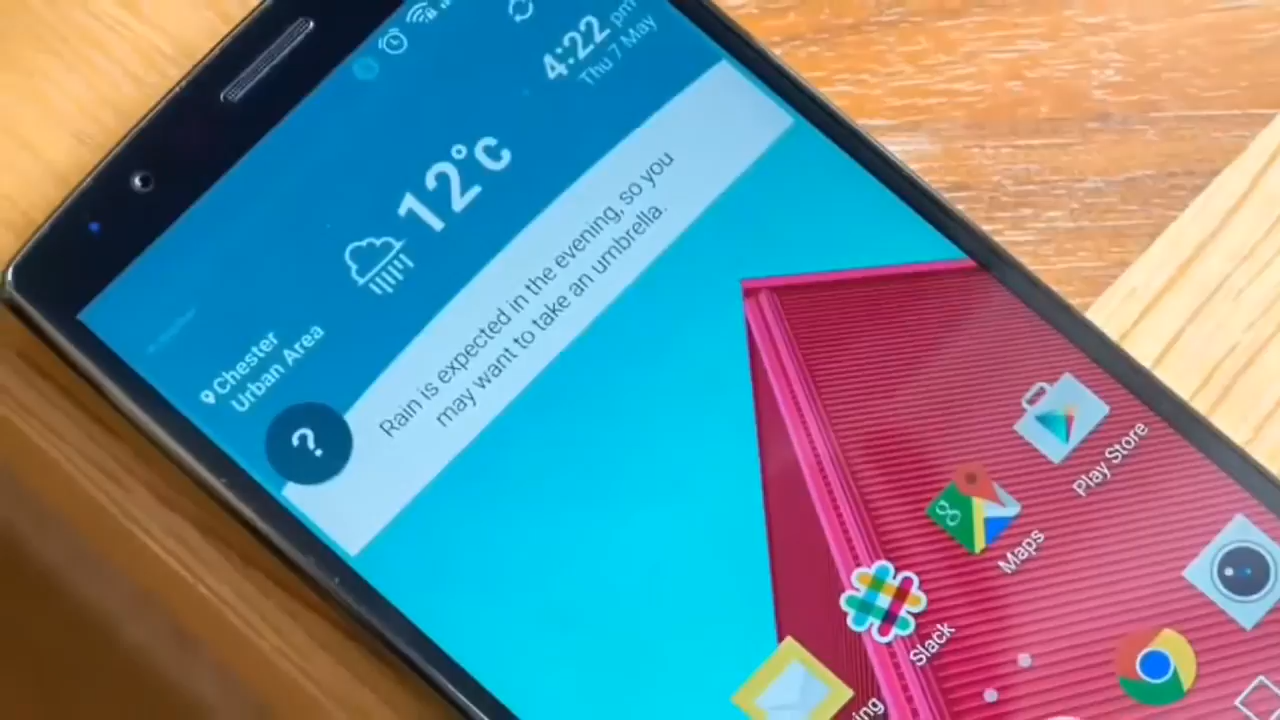 4:22 pm
Thu 7 May
12°c
Chester
Urban Area
?
Rain is expected in the evening, so you
may want to take an umbrella.
Play Store
Maps
Slack
ing